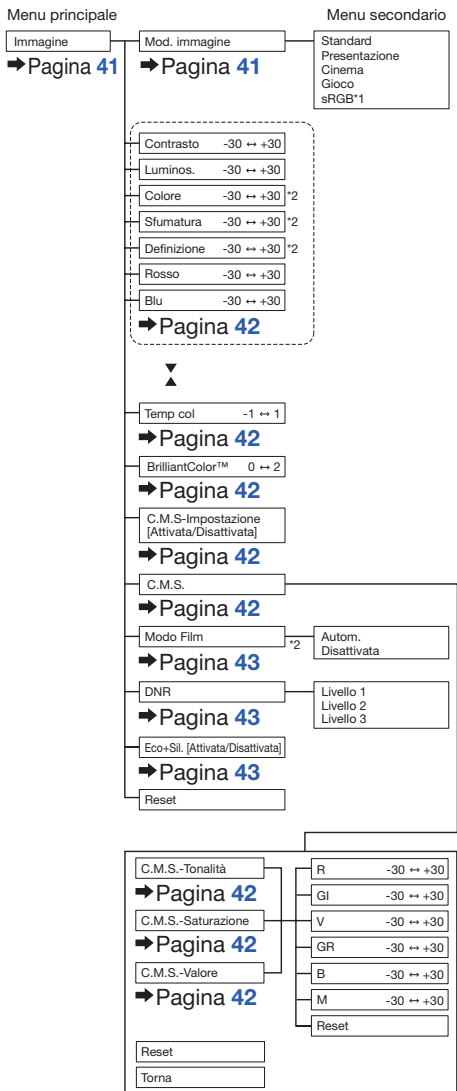 Menu principale
Menu secondario
Immagine
➡Pagina 41
Mod. immagine
➡Pagina 41
Standard
Presentazione
Cinema
Gioco
sRGB*1
Contrasto -30 ↔ +30
Luminos. -30 ↔ +30
Colore -30 ↔ +30 *2
Sfumatura -30 ↔ +30 *2
Definizione -30 ↔ +30 *2
Rosso -30 ↔ +30
Blu -30 ↔ +30
➡Pagina 42
Temp col -1 ↔ 1
➡Pagina 42
BrilliantColor™ 0 ↔ 2
➡Pagina 42
C.M.S-Impostazione
[Attivata/Disattivata]
➡Pagina 42
C.M.S.
➡Pagina 42
Modo Film *2
➡Pagina 43
Autom.
Disattivata
DNR
➡Pagina 43
Livello 1
Livello 2
Livello 3
Eco+Sil. [Attivata/Disattivata]
➡Pagina 43
Reset
C.M.S.-Tonalità
➡Pagina 42
C.M.S.-Saturazione
➡Pagina 42
C.M.S.-Valore
➡Pagina 42
Reset
Torna
R -30 ↔ +30
GI -30 ↔ +30
V -30 ↔ +30
GR -30 ↔ +30
B -30 ↔ +30
M -30 ↔ +30
Reset